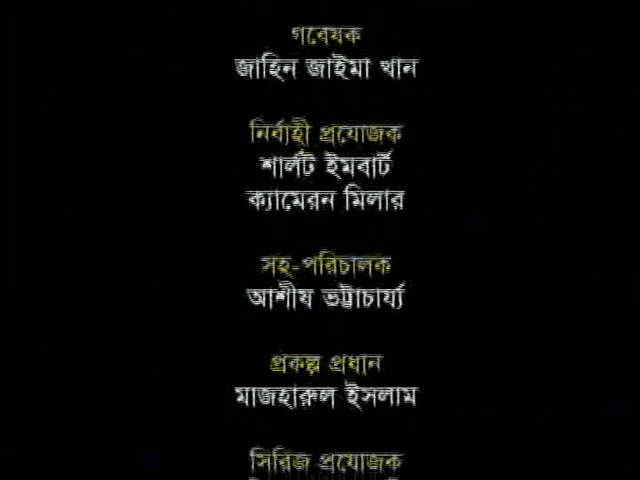 গবেষক
জাহিন জাইমা খান
নির্বাহী প্রযোজক
শার্লট ইমবার্ট
ক্যামেরন মিলার
সহ-পরিচালক
আশীষ ভট্টাচার্য্য
প্রকল্প প্রধান
মাজহারুল ইসলাম
সিরিজ প্রযোজক